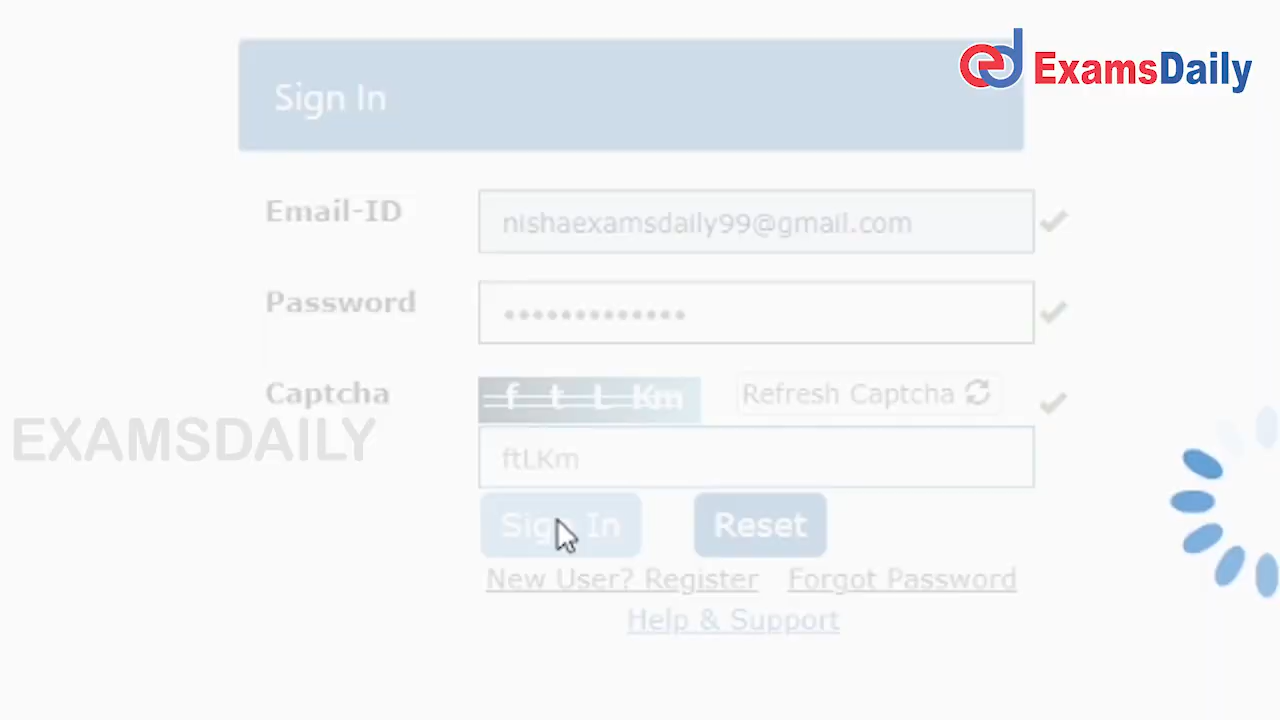 ExamsDaily
Sign In
Email-ID
nishaexamsdaily99@gmail.com
Password
Captcha
f t L Km
Refresh Captcha
EXAMSDAILY
ftLKm
Sign In
Reset
New User? Register
Forgot Password
Help & Support